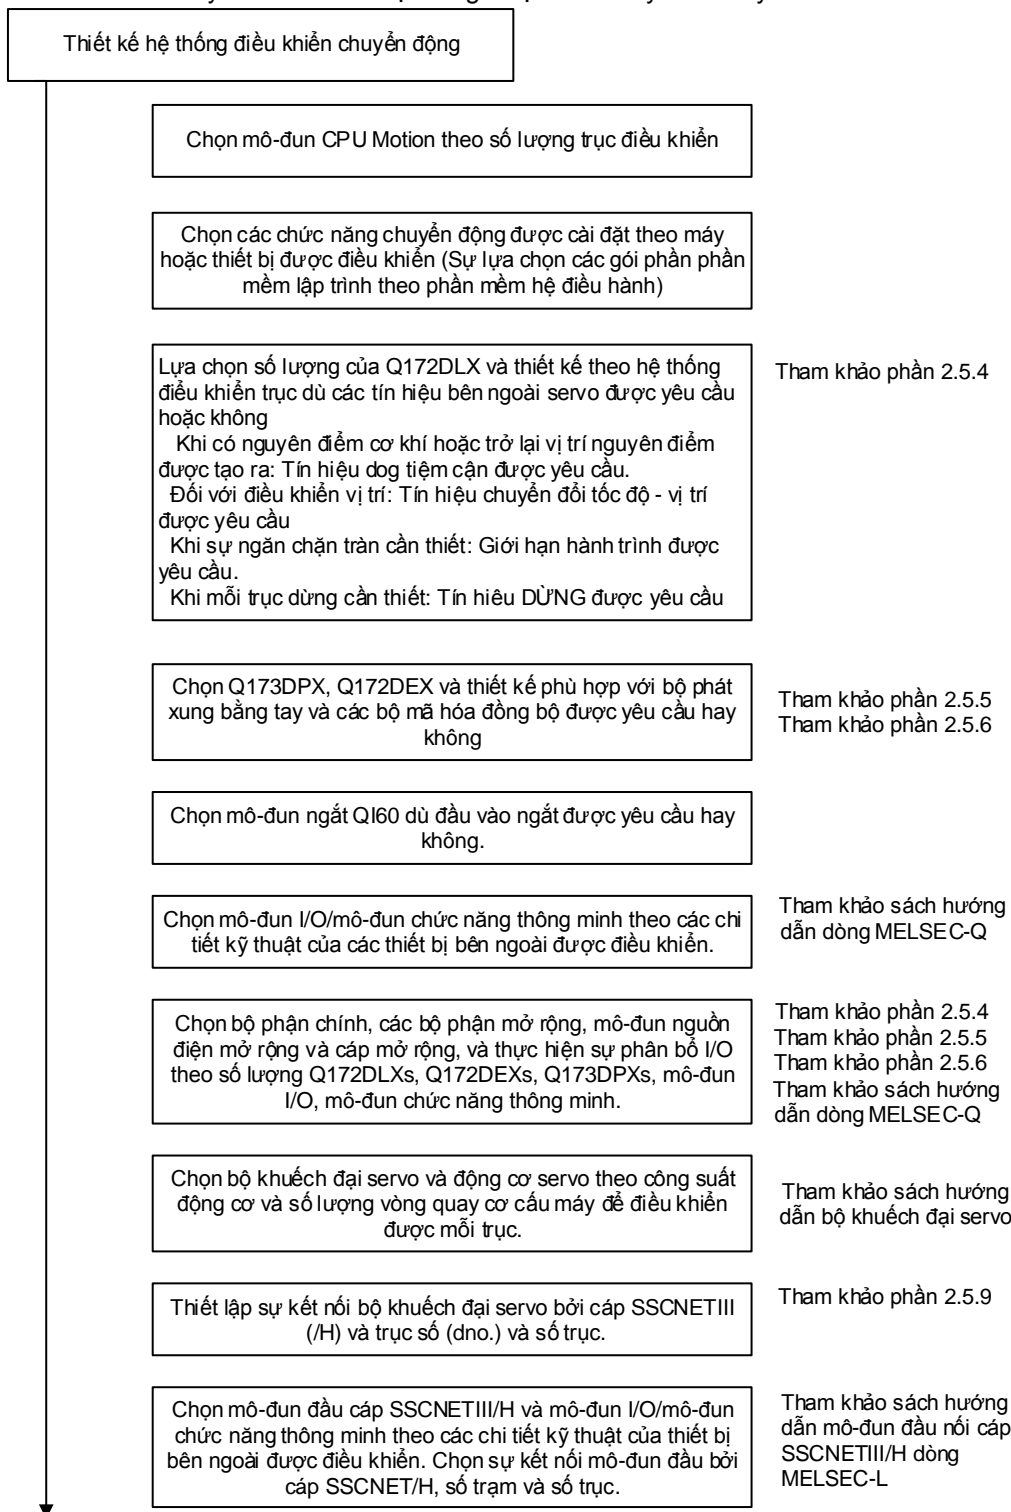 Thiết kế hệ thống điều khiển chuyển động
Chọn mô-đun CPU Motion theo số lượng trục điều khiển
Chọn các chức năng chuyển động được cài đặt theo máy
hoặc thiết bị được điều khiển (Sự lựa chọn các gói phần phần
mềm lập trình theo phần mềm hệ điều hành)
Lựa chọn số lượng của Q172DLX và thiết kế theo hệ thống
điểu khiển trục dù các tín hiệu bên ngoài servo được yêu cầu
hoặc không
Khi có nguyên điểm cơ khí hoặc trở lại vị trí nguyên điểm
được tạo ra: Tín hiệu dog tiệm cận được yêu cầu.
Đối với điều khiển vị trí: Tín hiệu chuyển đổi tốc độ - vị trí
được yêu cầu
Khi sự ngăn chặn tràn cần thiết: Giới hạn hành trình được
yêu cầu.
Khi mỗi trục dừng cần thiết: Tín hiêu DỪNG được yêu cầu
Tham khảo phần 2.5.4
Chọn Q173DPX, Q172DEX và thiết kế phù hợp với bộ phát
xung bằng tay và các bộ mã hóa đồng bộ được yêu cầu hay
không
Tham khảo phần 2.5.5
Tham khảo phần 2.5.6
Chọn mô-đun ngắt QI60 dù đầu vào ngắt được yêu cầu hay
không.
Chọn mô-đun I/O/mô-đun chức năng thông minh theo các chi
tiết kỹ thuật của các thiết bị bên ngoài được điều khiển.
Tham khảo sách hướng
dẫn dòng MELSEC-Q
Chọn bộ phận chính, các bộ phận mở rộng, mô-đun nguồn
điện mở rộng và cáp mở rộng, và thực hiện sự phân bổ I/O
theo số lượng Q172DLXs, Q172DEXs, Q173DPXs, mô-đun
I/O, mô-đun chức năng thông minh.
Tham khảo phần 2.5.4
Tham khảo phần 2.5.5
Tham khảo phần 2.5.6
Tham khảo sách hướng
dẫn dòng MELSEC-Q
Chọn bộ khuếch đại servo và động cơ servo theo công suất
động cơ và số lượng vòng quay cơ cấu máy để điều khiển
được mỗi trục.
Tham khảo sách hướng
dẫn bộ khuếch đại servo
Thiết lập sự kết nối bộ khuếch đại servo bởi cáp SSCNETIII
(/H) và trục số (dno.) và số trục.
Tham khảo phần 2.5.9
Chọn mô-đun đầu cáp SSCNETIII/H và mô-đun I/O/mô-đun
chức năng thông minh theo các chi tiết kỹ thuật của thiết bị
bên ngoài được điều khiển. Chọn sự kết nối mô-đun đầu bởi
cáp SSCNET/H, số trạm và số trục.
Tham khảo sách hướng
dẫn mô-đun đầu nối cáp
SSCNETIII/H dòng
MELSEC-L